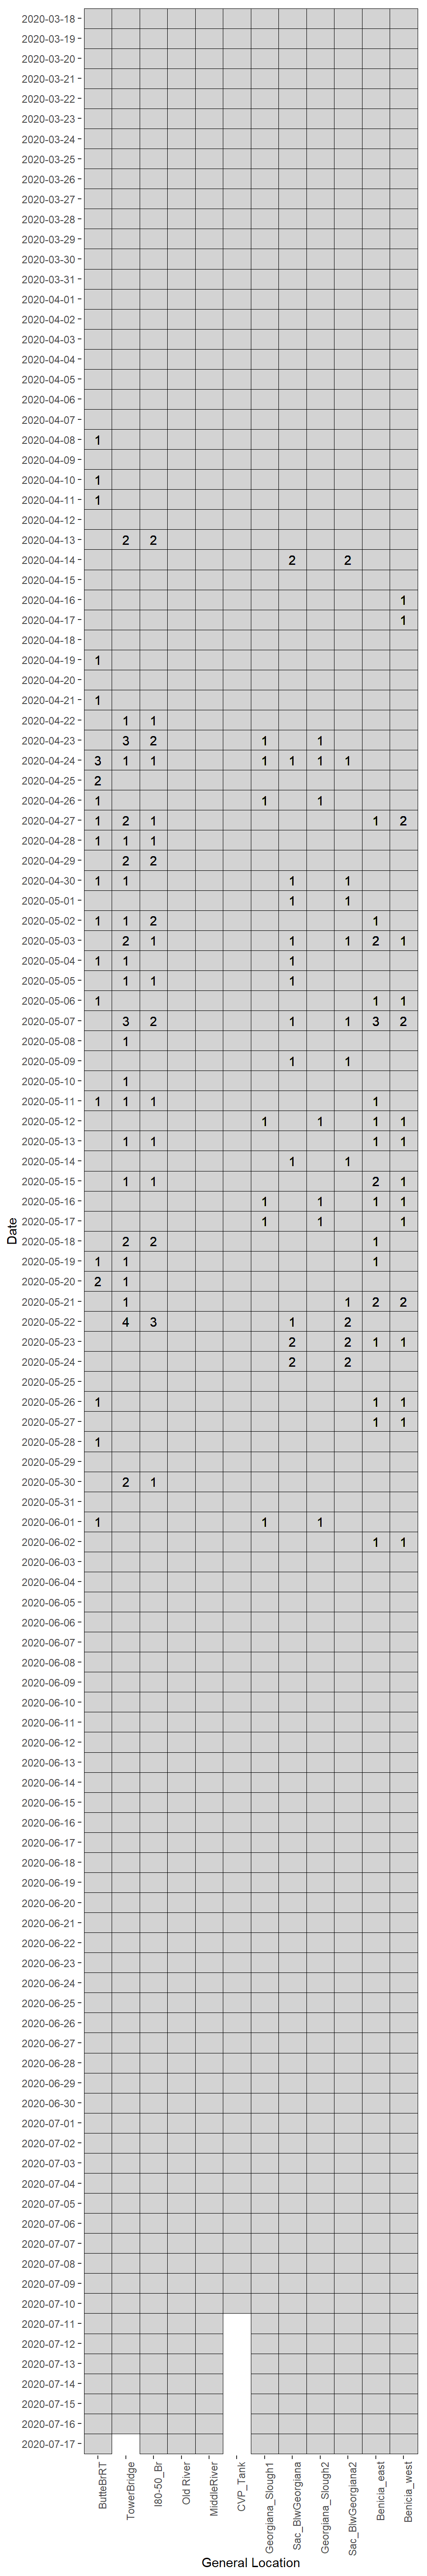 2020-03-18
2020-03-19
2020-03-20
2020-03-21
2020-03-22
2020-03-23
2020-03-24
2020-03-25
2020-03-26
2020-03-27
2020-03-28
2020-03-29
2020-03-30
2020-03-31
2020-04-01
2020-04-02
2020-04-03
2020-04-04
2020-04-05
2020-04-06
2020-04-07
2020-04-08 1
2020-04-09
2020-04-10 1
2020-04-11 1
2020-04-12
2020-04-13 2 2
2020-04-14 2 2
2020-04-15
2020-04-16 1
2020-04-17 1
2020-04-18
2020-04-19 1
2020-04-20
2020-04-21 1
2020-04-22 1 1
2020-04-23 3 2 1 1
2020-04-24 3 1 1 1 1 1 1
2020-04-25 2
2020-04-26 1 1 1
2020-04-27 1 2 1 1 2
2020-04-28 1 1 1
2020-04-29 2 2
2020-04-30 1 1 1 1
2020-05-01 1 1
2020-05-02 1 1 2 1
2020-05-03 2 1 1 1 2 1
2020-05-04 1 1 1
2020-05-05 1 1 1
2020-05-06 1 1 1
2020-05-07 3 2 1 1 3 2
2020-05-08 1
2020-05-09 1 1
2020-05-10 1
2020-05-11 1 1 1 1
2020-05-12 1 1 1 1
2020-05-13 1 1 1 1
2020-05-14 1 1
2020-05-15 1 1 2 1
2020-05-16 1 1 1 1
2020-05-17 1 1 1
2020-05-18 2 2 1
2020-05-19 1 1 1
2020-05-20 2 1
2020-05-21 1 1 2 2
2020-05-22 4 3 1 2
2020-05-23 2 2 1 1
2020-05-24 2 2
2020-05-25
2020-05-26 1 1 1
2020-05-27 1 1
2020-05-28 1
2020-05-29
2020-05-30 2 1
2020-05-31
2020-06-01 1 1 1
2020-06-02 1 1
2020-06-03
2020-06-04
2020-06-05
2020-06-06
2020-06-07
2020-06-08
2020-06-09
2020-06-10
2020-06-11
2020-06-12
2020-06-13
2020-06-14
2020-06-15
2020-06-16
2020-06-17
2020-06-18
2020-06-19
2020-06-20
2020-06-21
2020-06-22
2020-06-23
2020-06-24
2020-06-25
2020-06-26
2020-06-27
2020-06-28
2020-06-29
2020-06-30
2020-07-01
2020-07-02
2020-07-03
2020-07-04
2020-07-05
2020-07-06
2020-07-07
2020-07-08
2020-07-09
2020-07-10
2020-07-11
2020-07-12
2020-07-13
2020-07-14
2020-07-15
2020-07-16
2020-07-17
Date
ButteBrRT
TowerBridge
I80-50_Br
Old River
MiddleRiver
CVP_Tank
Georgiana_Slough1
Sac_BlwGeorgiana
Georgiana_Slough2
Sac_BlwGeorgiana2
Benicia_east
Benicia_west
General Location